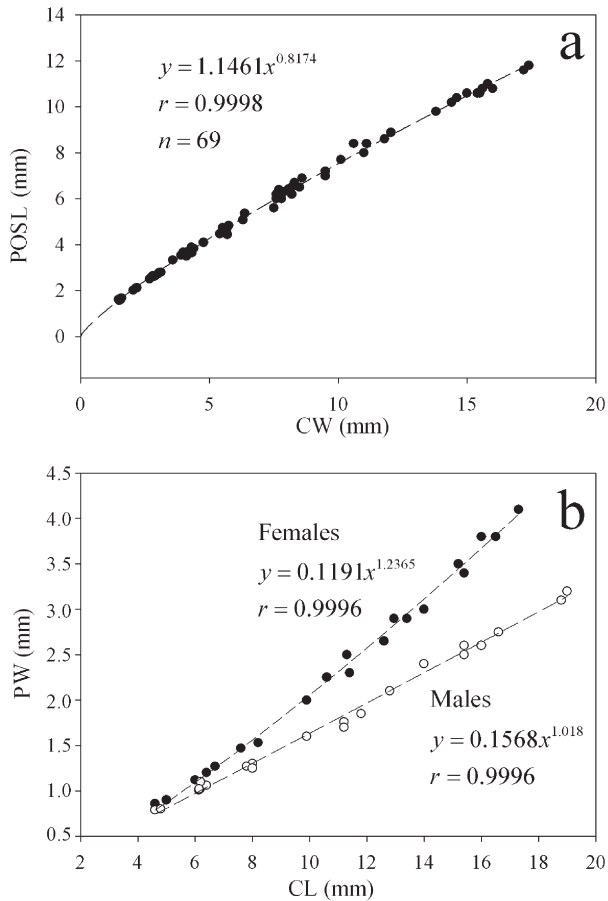 14
12
10
8
6
4
2
0
POSL (mm)
a
y = 1.1461x^0.8174
r = 0.9998
n = 69
0 5 10 15 20
CW (mm)
4.5
4.0
3.5
3.0
2.5
2.0
1.5
1.0
0.5
PW (mm)
b
Females
y = 0.1191x^1.2365
r = 0.9996
Males
y = 0.1568x^1.018
r = 0.9996
2 4 6 8 10 12 14 16 18 20
CL (mm)